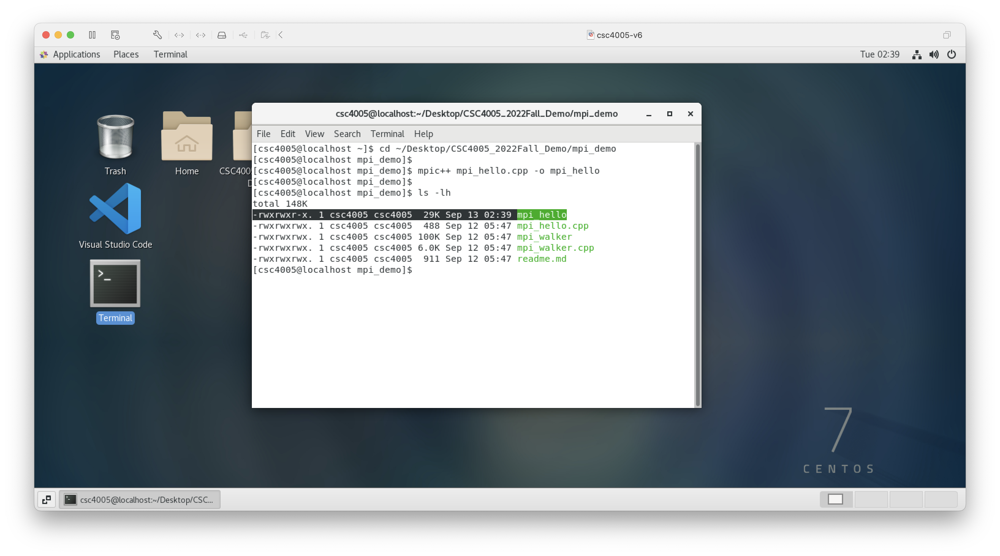 csc4005-v6
Applications Places Terminal
Tue 02:39
Trash
Home
CSC400
D
Visual Studio Code
>_
Terminal
csc4005@localhost:~/Desktop/CSC4005_2022Fall_Demo/mpi_demo
File Edit View Search Terminal Help
[csc4005@localhost ~]$ cd ~/Desktop/CSC4005_2022Fall_Demo/mpi_demo
[csc4005@localhost mpi_demo]$
[csc4005@localhost mpi_demo]$ mpic++ mpi_hello.cpp -o mpi_hello
[csc4005@localhost mpi_demo]$
[csc4005@localhost mpi_demo]$ ls -lh
total 148K
-rwxrwxr-x. 1 csc4005 csc4005  29K Sep 13 02:39 mpi_hello
-rwxrwxrwx. 1 csc4005 csc4005  488 Sep 12 05:47 mpi_hello.cpp
-rwxrwxrwx. 1 csc4005 csc4005 100K Sep 12 05:47 mpi_walker
-rwxrwxrwx. 1 csc4005 csc4005 6.0K Sep 12 05:47 mpi_walker.cpp
-rwxrwxrwx. 1 csc4005 csc4005  911 Sep 12 05:47 readme.md
[csc4005@localhost mpi_demo]$
7
CENTOS
csc4005@localhost:~/Desktop/CSC...